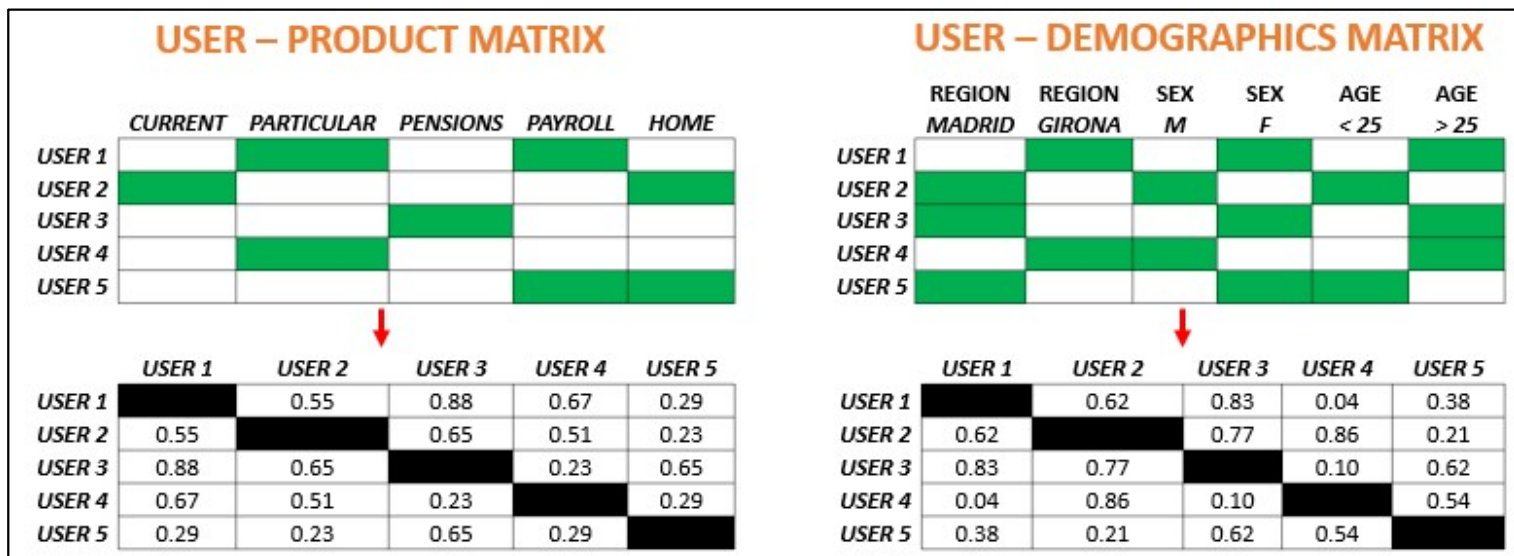 USER – PRODUCT MATRIX
CURRENT PARTICULAR PENSIONS PAYROLL HOME
USER 1
USER 2
USER 3
USER 4
USER 5
USER 1 USER 2 USER 3 USER 4 USER 5
USER 1 0.55 0.88 0.67 0.29
USER 2 0.55 0.65 0.51 0.23
USER 3 0.88 0.65 0.23 0.65
USER 4 0.67 0.51 0.23 0.29
USER 5 0.29 0.23 0.65 0.29
USER – DEMOGRAPHICS MATRIX
REGION REGION SEX SEX AGE AGE
MADRID GIRONA M F < 25 > 25
USER 1
USER 2
USER 3
USER 4
USER 5
USER 1 USER 2 USER 3 USER 4 USER 5
USER 1 0.62 0.83 0.04 0.38
USER 2 0.62 0.77 0.86 0.21
USER 3 0.83 0.77 0.10 0.62
USER 4 0.04 0.86 0.10 0.54
USER 5 0.38 0.21 0.62 0.54